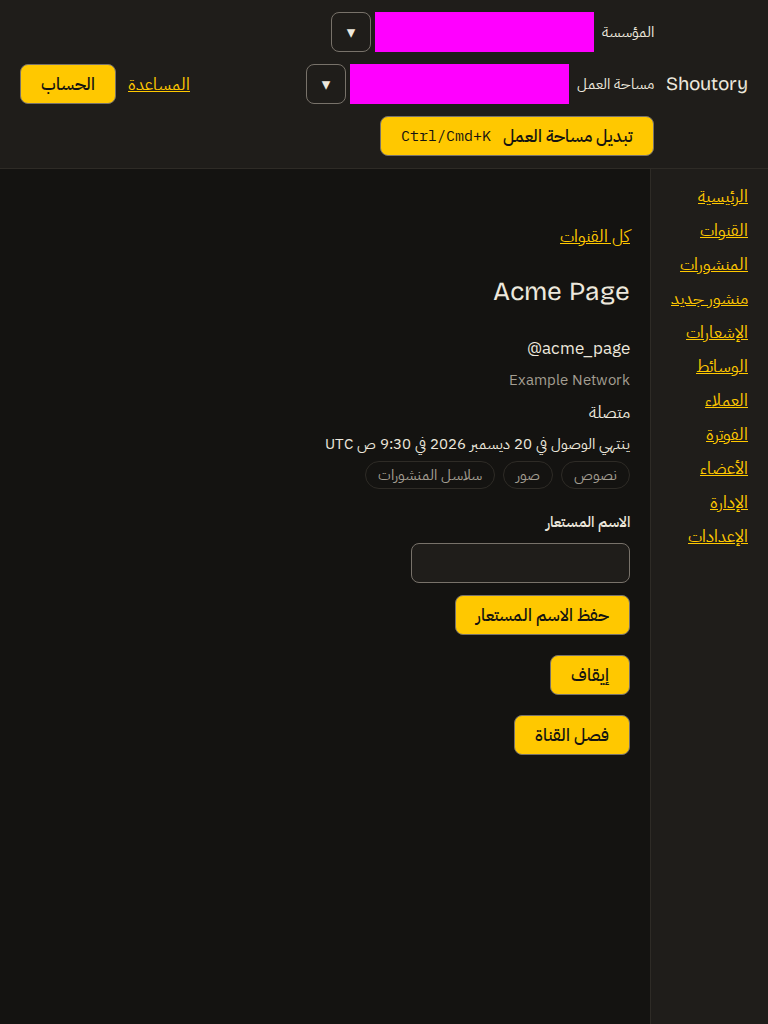 المؤسسة
▼
Shoutory
مساحة العمل
▼
المساعدة
الحساب
تبديل مساحة العمل Ctrl/Cmd+K
الرئيسية
القنوات
المنشورات
منشور جديد
الإشعارات
الوسائط
العملاء
الفوترة
الأعضاء
الإدارة
الإعدادات
كل القنوات
Acme Page
@acme_page
Example Network
متصلة
ينتهي الوصول في 20 ديسمبر 2026 في 9:30 ص UTC
نصوص
صور
سلاسل المنشورات
الاسم المستعار
حفظ الاسم المستعار
إيقاف
فصل القناة